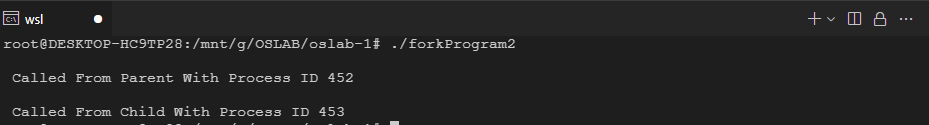 wsl
root@DESKTOP-HC9TP28:/mnt/g/OSLAB/oslab-1# ./forkProgram2
Called From Parent With Process ID 452
Called From Child With Process ID 453